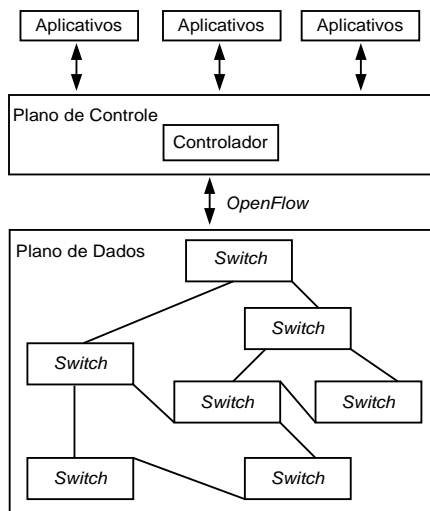 Aplicativos Aplicativos Aplicativos
Plano de Controle
Controlador
OpenFlow
Plano de Dados
Switch
Switch
Switch
Switch Switch
Switch Switch